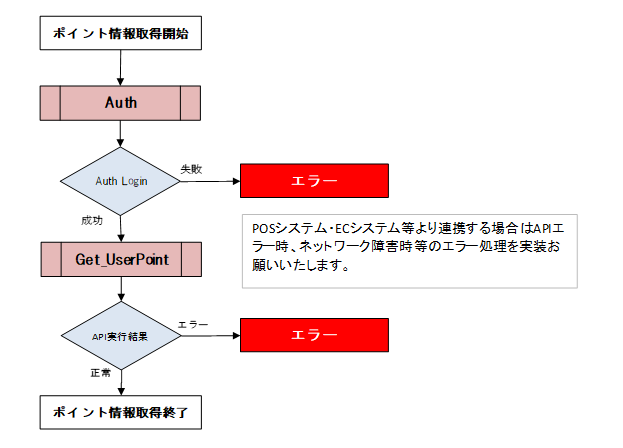 ポイント情報取得開始
Auth
Auth Login
失敗
エラー
成功
POSシステム・ECシステム等より連携する場合はAPIエ
ラー時、ネットワーク障害時等のエラー処理を実装お
願いいたします。
Get_UserPoint
API実行結果
エラー
エラー
正常
ポイント情報取得終了